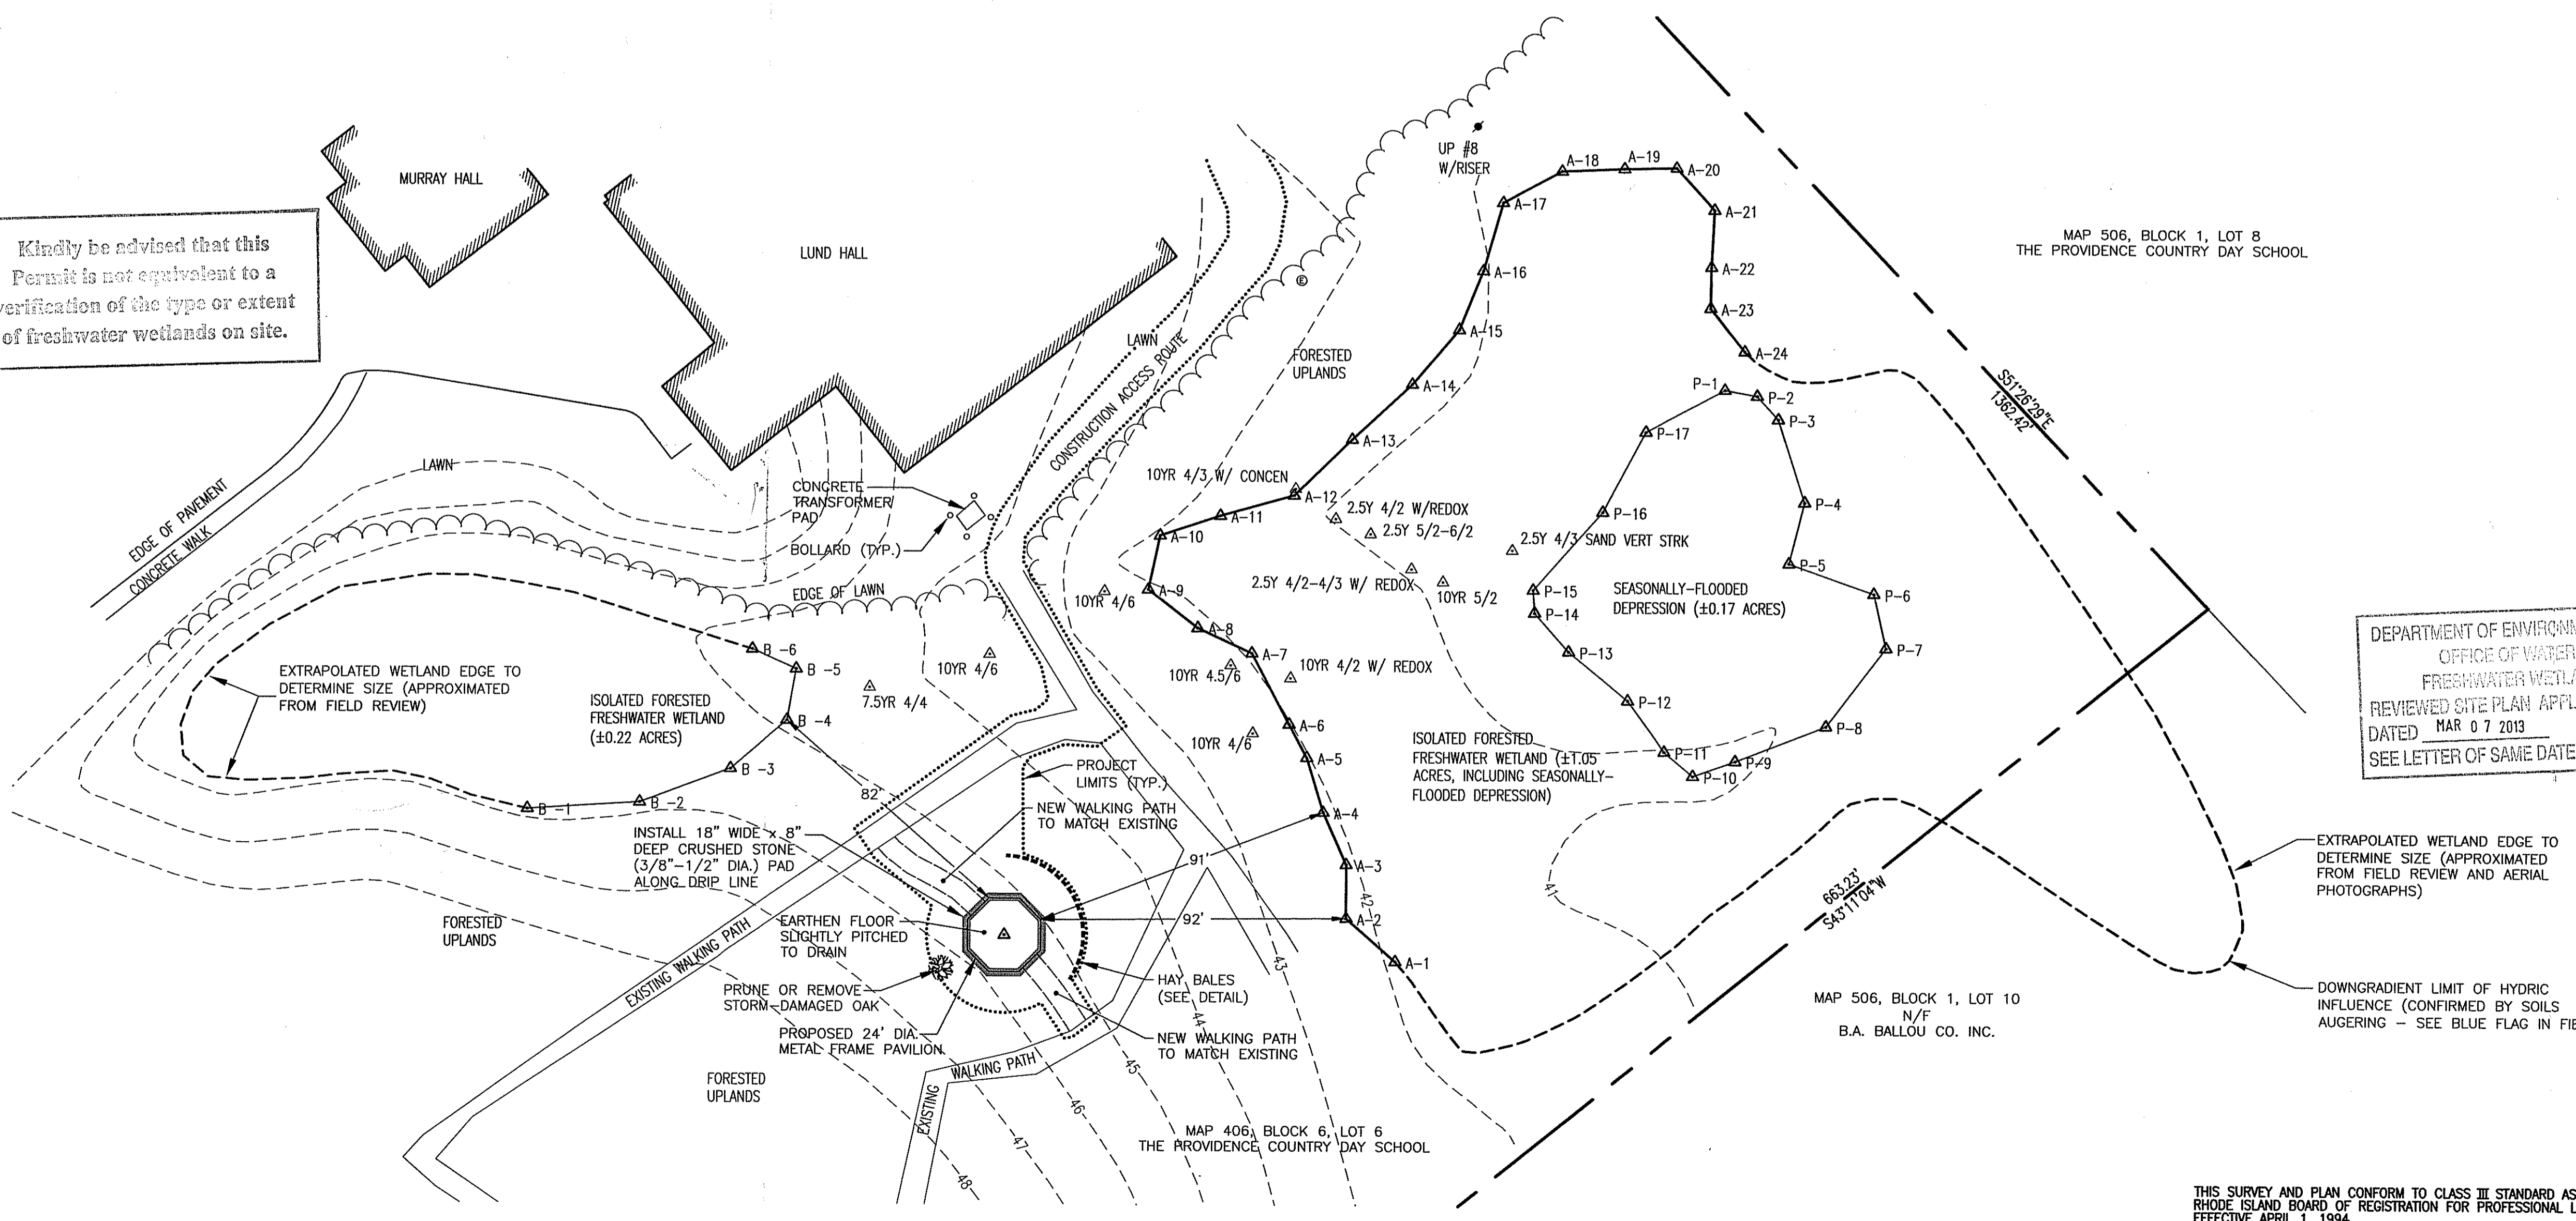 MURRAY HALL
LUND HALL
Kindly be advised that this
Permit is not equivalent to a
verification of the type or extent
of freshwater wetlands on site.
UP #8
W/RISER
MAP 506, BLOCK 1, LOT 8
THE PROVIDENCE COUNTRY DAY SCHOOL
A-18
A-19
A-20
A-17
A-21
A-16
A-22
A-23
A-15
A-24
A-14
A-13
E
LAWN
CONSTRUCTION ACCESS ROUTE
FORESTED
UPLANDS
S51°26'29"E
1362.42'
P-1
P-2
P-3
P-17
P-4
P-16
P-5
P-6
P-15
P-14
P-7
P-13
P-12
P-8
P-11
P-9
P-10
EDGE OF PAVEMENT
CONCRETE WALK
LAWN
CONCRETE
TRANSFORMER
PAD
BOLLARD (TYP.)
EDGE OF LAWN
10YR 4/3 W/ CONCEN
A-12
A-11
A-10
2.5Y 4/2 W/REDOX
2.5Y 5/2-6/2
2.5Y 4/3 SAND VERT STRK
2.5Y 4/2-4/3 W/ REDOX
10YR 5/2
SEASONALLY-FLOODED
DEPRESSION (±0.17 ACRES)
10YR 4/6
A-9
A-8
A-7
10YR 4.5/6
10YR 4/2 W/ REDOX
A-6
10YR 4/6
A-5
A-4
A-3
A-2
A-1
ISOLATED FORESTED
FRESHWATER WETLAND (±1.05
ACRES, INCLUDING SEASONALLY-
FLOODED DEPRESSION)
EXTRAPOLATED WETLAND EDGE TO
DETERMINE SIZE (APPROXIMATED
FROM FIELD REVIEW)
ISOLATED FORESTED
FRESHWATER WETLAND
(±0.22 ACRES)
B -6
B -5
B -4
B -3
B -2
B -1
10YR 4/6
7.5YR 4/4
82'
PROJECT
LIMITS (TYP.)
NEW WALKING PATH
TO MATCH EXISTING
INSTALL 18" WIDE x 8"
DEEP CRUSHED STONE
(3/8"-1/2" DIA.) PAD
ALONG DRIP LINE
91'
92'
EARTHEN FLOOR
SLIGHTLY PITCHED
TO DRAIN
FORESTED
UPLANDS
EXISTING WALKING PATH
PRUNE OR REMOVE
STORM-DAMAGED OAK
PROPOSED 24' DIA.
METAL FRAME PAVILION
HAY BALES
(SEE DETAIL)
NEW WALKING PATH
TO MATCH EXISTING
FORESTED
UPLANDS
EXISTING
WALKING PATH
41
42
43
44
45
46
47
48
MAP 406, BLOCK 6, LOT 6
THE PROVIDENCE COUNTRY DAY SCHOOL
663.23'
S43°11'04"W
MAP 506, BLOCK 1, LOT 10
N/F
B.A. BALLOU CO. INC.
DEPARTMENT OF ENVIRONM
OFFICE OF WATER
FRESHWATER WETLA
REVIEWED SITE PLAN APPL
DATED MAR 07 2013
SEE LETTER OF SAME DATE
EXTRAPOLATED WETLAND EDGE TO
DETERMINE SIZE (APPROXIMATED
FROM FIELD REVIEW AND AERIAL
PHOTOGRAPHS)
DOWNGRADIENT LIMIT OF HYDRIC
INFLUENCE (CONFIRMED BY SOILS
AUGERING - SEE BLUE FLAG IN FIE
THIS SURVEY AND PLAN CONFORM TO CLASS III STANDARD AS
RHODE ISLAND BOARD OF REGISTRATION FOR PROFESSIONAL L
EFFECTIVE APRIL 1, 1994